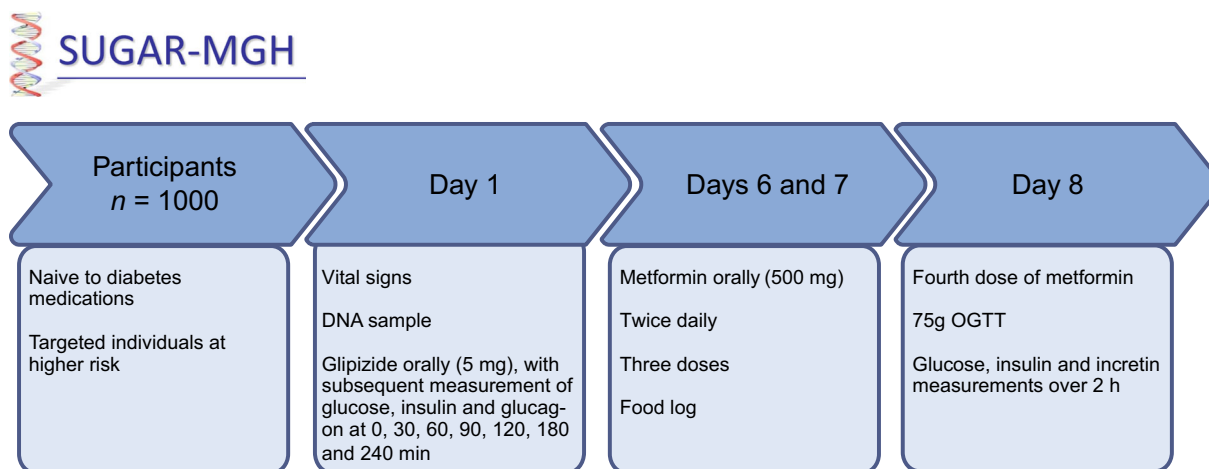 SUGAR-MGH
Participants
n = 1000
Day 1
Days 6 and 7
Day 8
Naive to diabetes
medications
Targeted individuals at
higher risk
Vital signs
DNA sample
Glipizide orally (5 mg), with
subsequent measurement of
glucose, insulin and glucag-
on at 0, 30, 60, 90, 120, 180
and 240 min
Metformin orally (500 mg)
Twice daily
Three doses
Food log
Fourth dose of metformin
75g OGTT
Glucose, insulin and incretin
measurements over 2 h